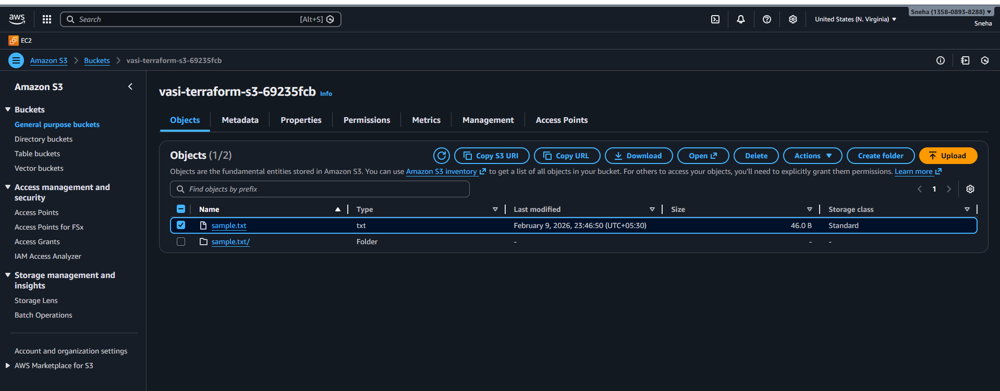 aws
Search [Alt+S]
United States (N. Virginia)
Sneha (1358-0893-8288)
Sneha
EC2
Amazon S3 Buckets vasi-terraform-s3-69235fcb
Amazon S3
Buckets
General purpose buckets
Directory buckets
Table buckets
Vector buckets
Access management and
security
Access Points
Access Points for FSx
Access Grants
IAM Access Analyzer
Storage management and
insights
Storage Lens
Batch Operations
Account and organization settings
AWS Marketplace for S3
vasi-terraform-s3-69235fcb Info
Objects Metadata Properties Permissions Metrics Management Access Points
Objects (1/2) Copy S3 URI Copy URL Download Open Delete Actions Create folder Upload
Objects are the fundamental entities stored in Amazon S3. You can use Amazon S3 inventory to get a list of all objects in your bucket. For others to access your objects, you'll need to explicitly grant them permissions. Learn more
Find objects by prefix 1
Name Type Last modified Size Storage class
sample.txt txt February 9, 2026, 23:46:50 (UTC+05:30) 46.0 B Standard
sample.txt/ Folder - - -